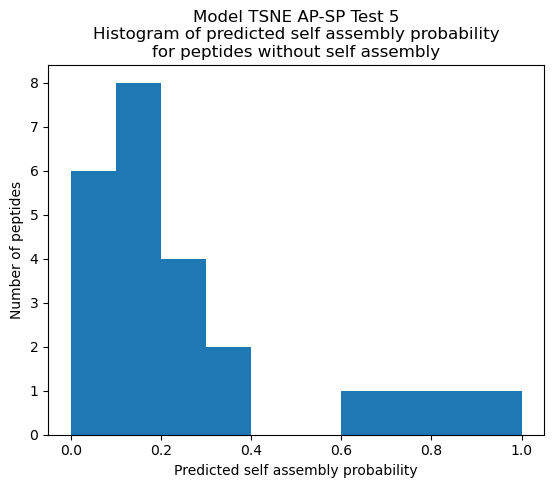 Model TSNE AP-SP Test 5
Histogram of predicted self assembly probability
for peptides without self assembly
8
7
6
5
4
3
2
1
0
Number of peptides
0.0 0.2 0.4 0.6 0.8 1.0
Predicted self assembly probability